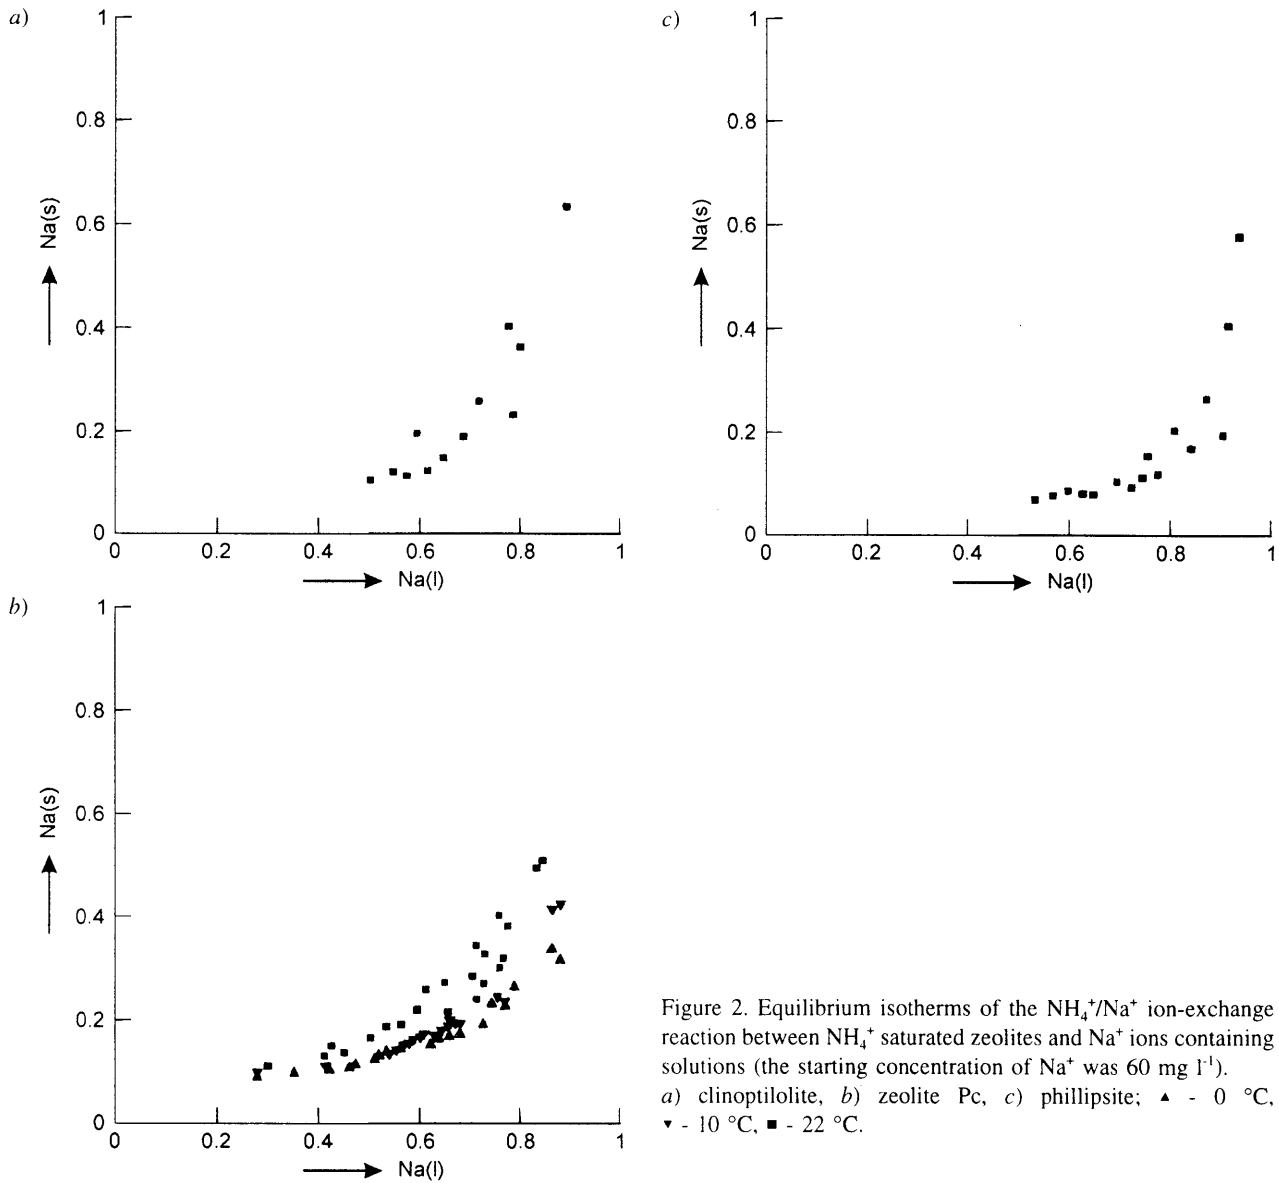 a)
1
0.8
0.6
0.4
0.2
0
Na(s)
0 0.2 0.4 0.6 0.8 1
Na(l)
c)
1
0.8
0.6
0.4
0.2
0
Na(s)
0 0.2 0.4 0.6 0.8 1
Na(l)
b)
1
0.8
0.6
0.4
0.2
0
Na(s)
0 0.2 0.4 0.6 0.8 1
Na(l)
Figure 2. Equilibrium isotherms of the NH₄⁺/Na⁺ ion-exchange
reaction between NH₄⁺ saturated zeolites and Na⁺ ions containing
solutions (the starting concentration of Na⁺ was 60 mg l⁻¹).
a) clinoptilolite, b) zeolite Pc, c) phillipsite; ▲ - 0 °C,
▼ - 10 °C, ■ - 22 °C.